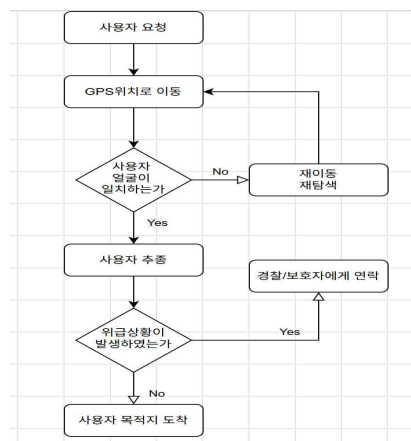 사용자 요청
GPS위치로 이동
사용자
얼굴이
일치하는가
No
재이동
재탐색
Yes
사용자 추종
경찰/보호자에게 연락
위급상황이
발생하였는가
Yes
No
사용자 목적지 도착